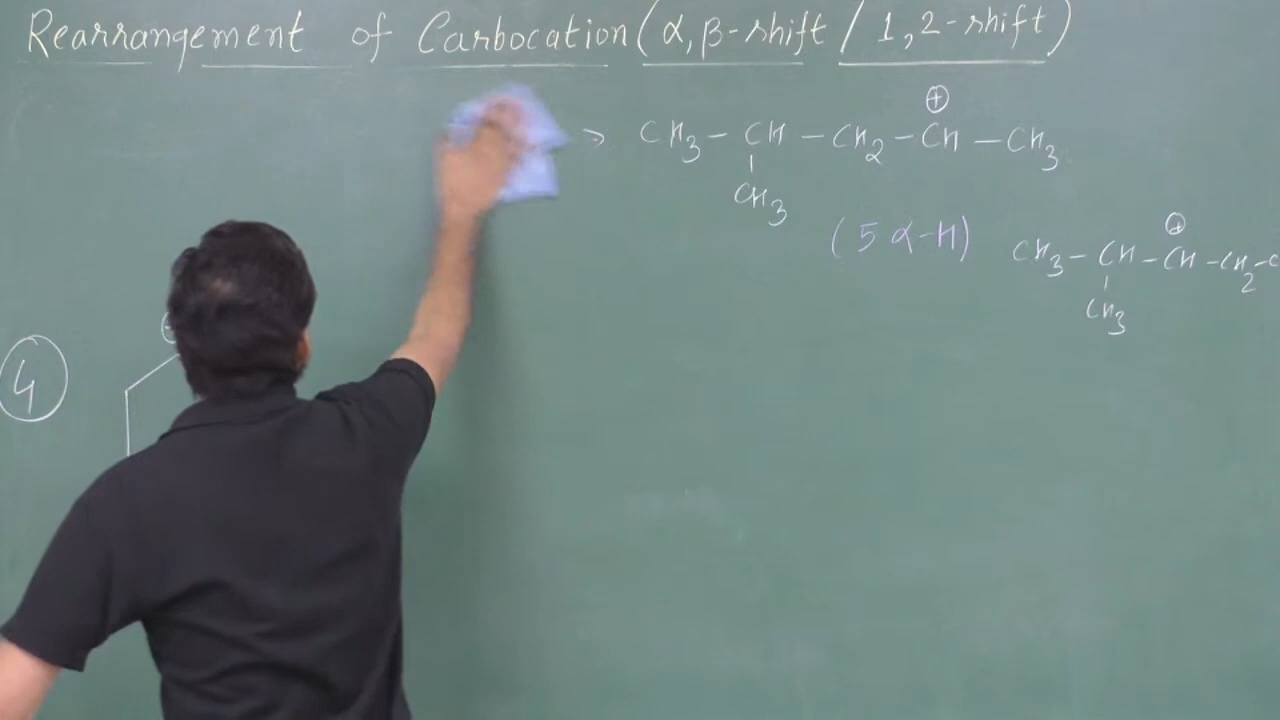 Rearrangement of Carbocation (α,β-shift / 1,2-shift)
⊕
→ CH3 – CH – CH2 – CH – CH3
CH3
(5 α-H)
⊕
CH3 – CH – CH – CH2 – C
CH3
4